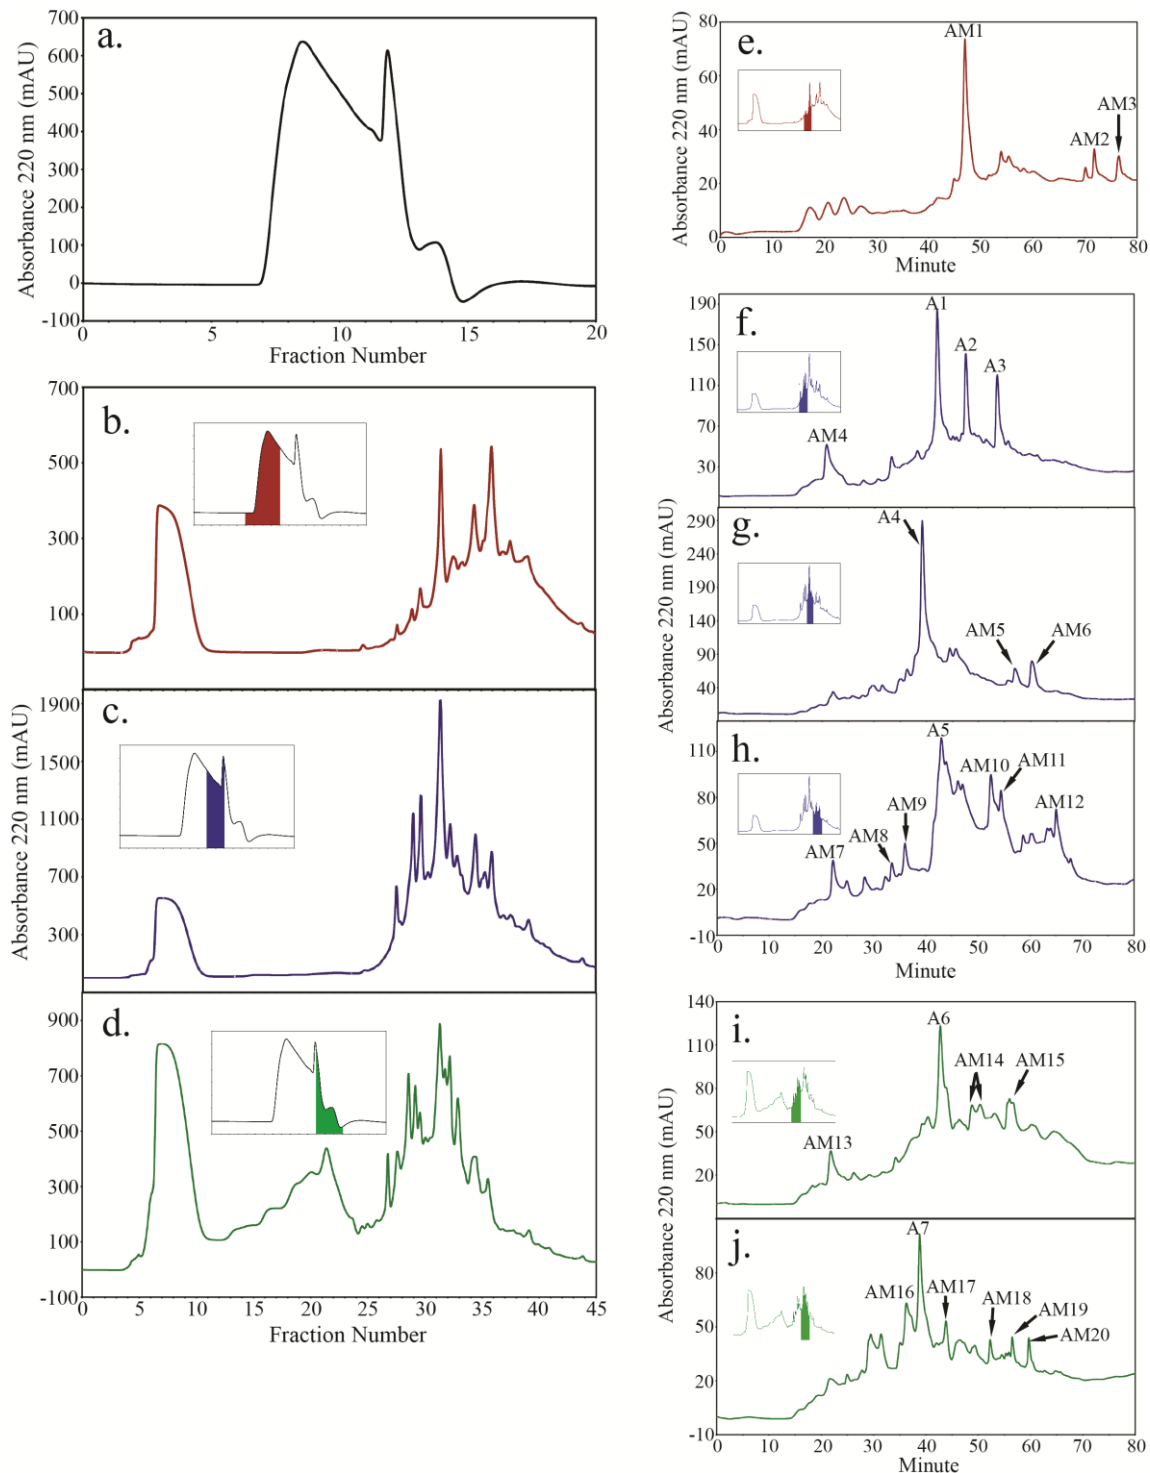 a.
Absorbance 220 nm (mAU)
700
600
500
400
300
200
100
0
-100
0 5 10 15 20
Fraction Number
b.
700
500
300
100
c.
Absorbance 220 nm (mAU)
1900
1500
1100
700
300
d.
900
700
500
300
100
-100
0 5 10 15 20 25 30 35 40 45
Fraction Number
e.
Absorbance 220 nm (mAU)
80
60
40
20
0
AM1
AM2
AM3
0 10 20 30 40 50 60 70 80
Minute
f.
190
150
110
70
30
A1
A2
A3
AM4
g.
Absorbance 220 nm (mAU)
290
240
190
140
90
40
A4
AM5
AM6
h.
110
80
50
20
-10
A5
AM7
AM8
AM9
AM10
AM11
AM12
0 10 20 30 40 50 60 70 80
Minute
i.
Absorbance 220 nm (mAU)
140
110
80
50
20
A6
AM13
AM14
AM15
j.
80
50
20
-10
A7
AM16
AM17
AM18
AM19
AM20
0 10 20 30 40 50 60 70 80
Minute